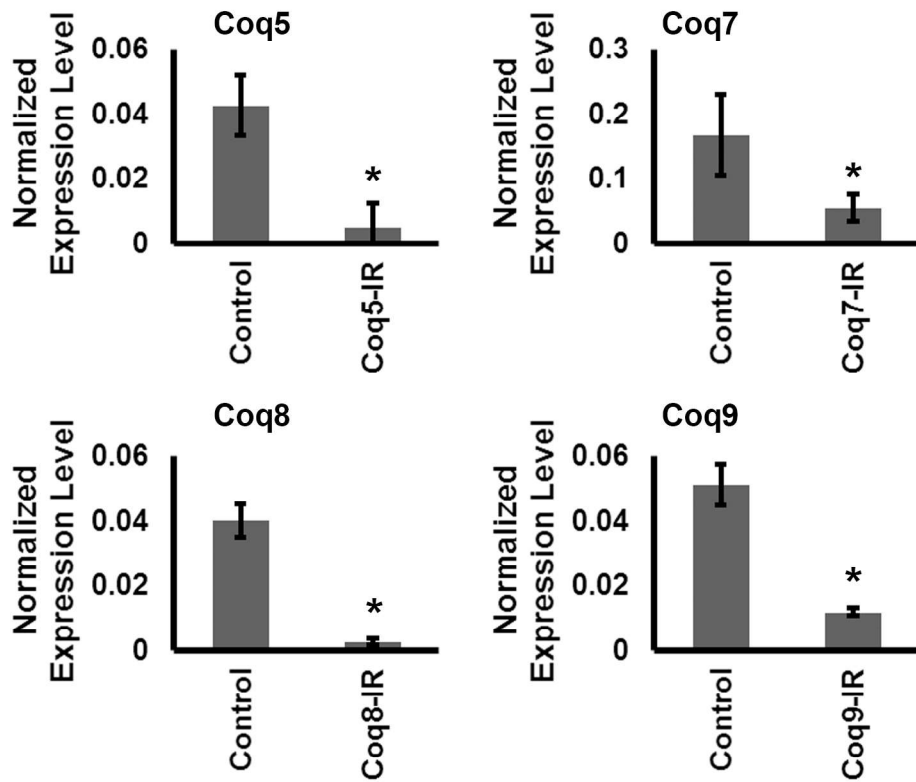 Coq5
Normalized
Expression Level
0.06
0.04
0.02
0
*
Control
Coq5-IR
Coq7
Normalized
Expression Level
0.3
0.2
0.1
0
*
Control
Coq7-IR
Coq8
Normalized
Expression Level
0.06
0.04
0.02
0
*
Control
Coq8-IR
Coq9
Normalized
Expression Level
0.06
0.04
0.02
0
*
Control
Coq9-IR